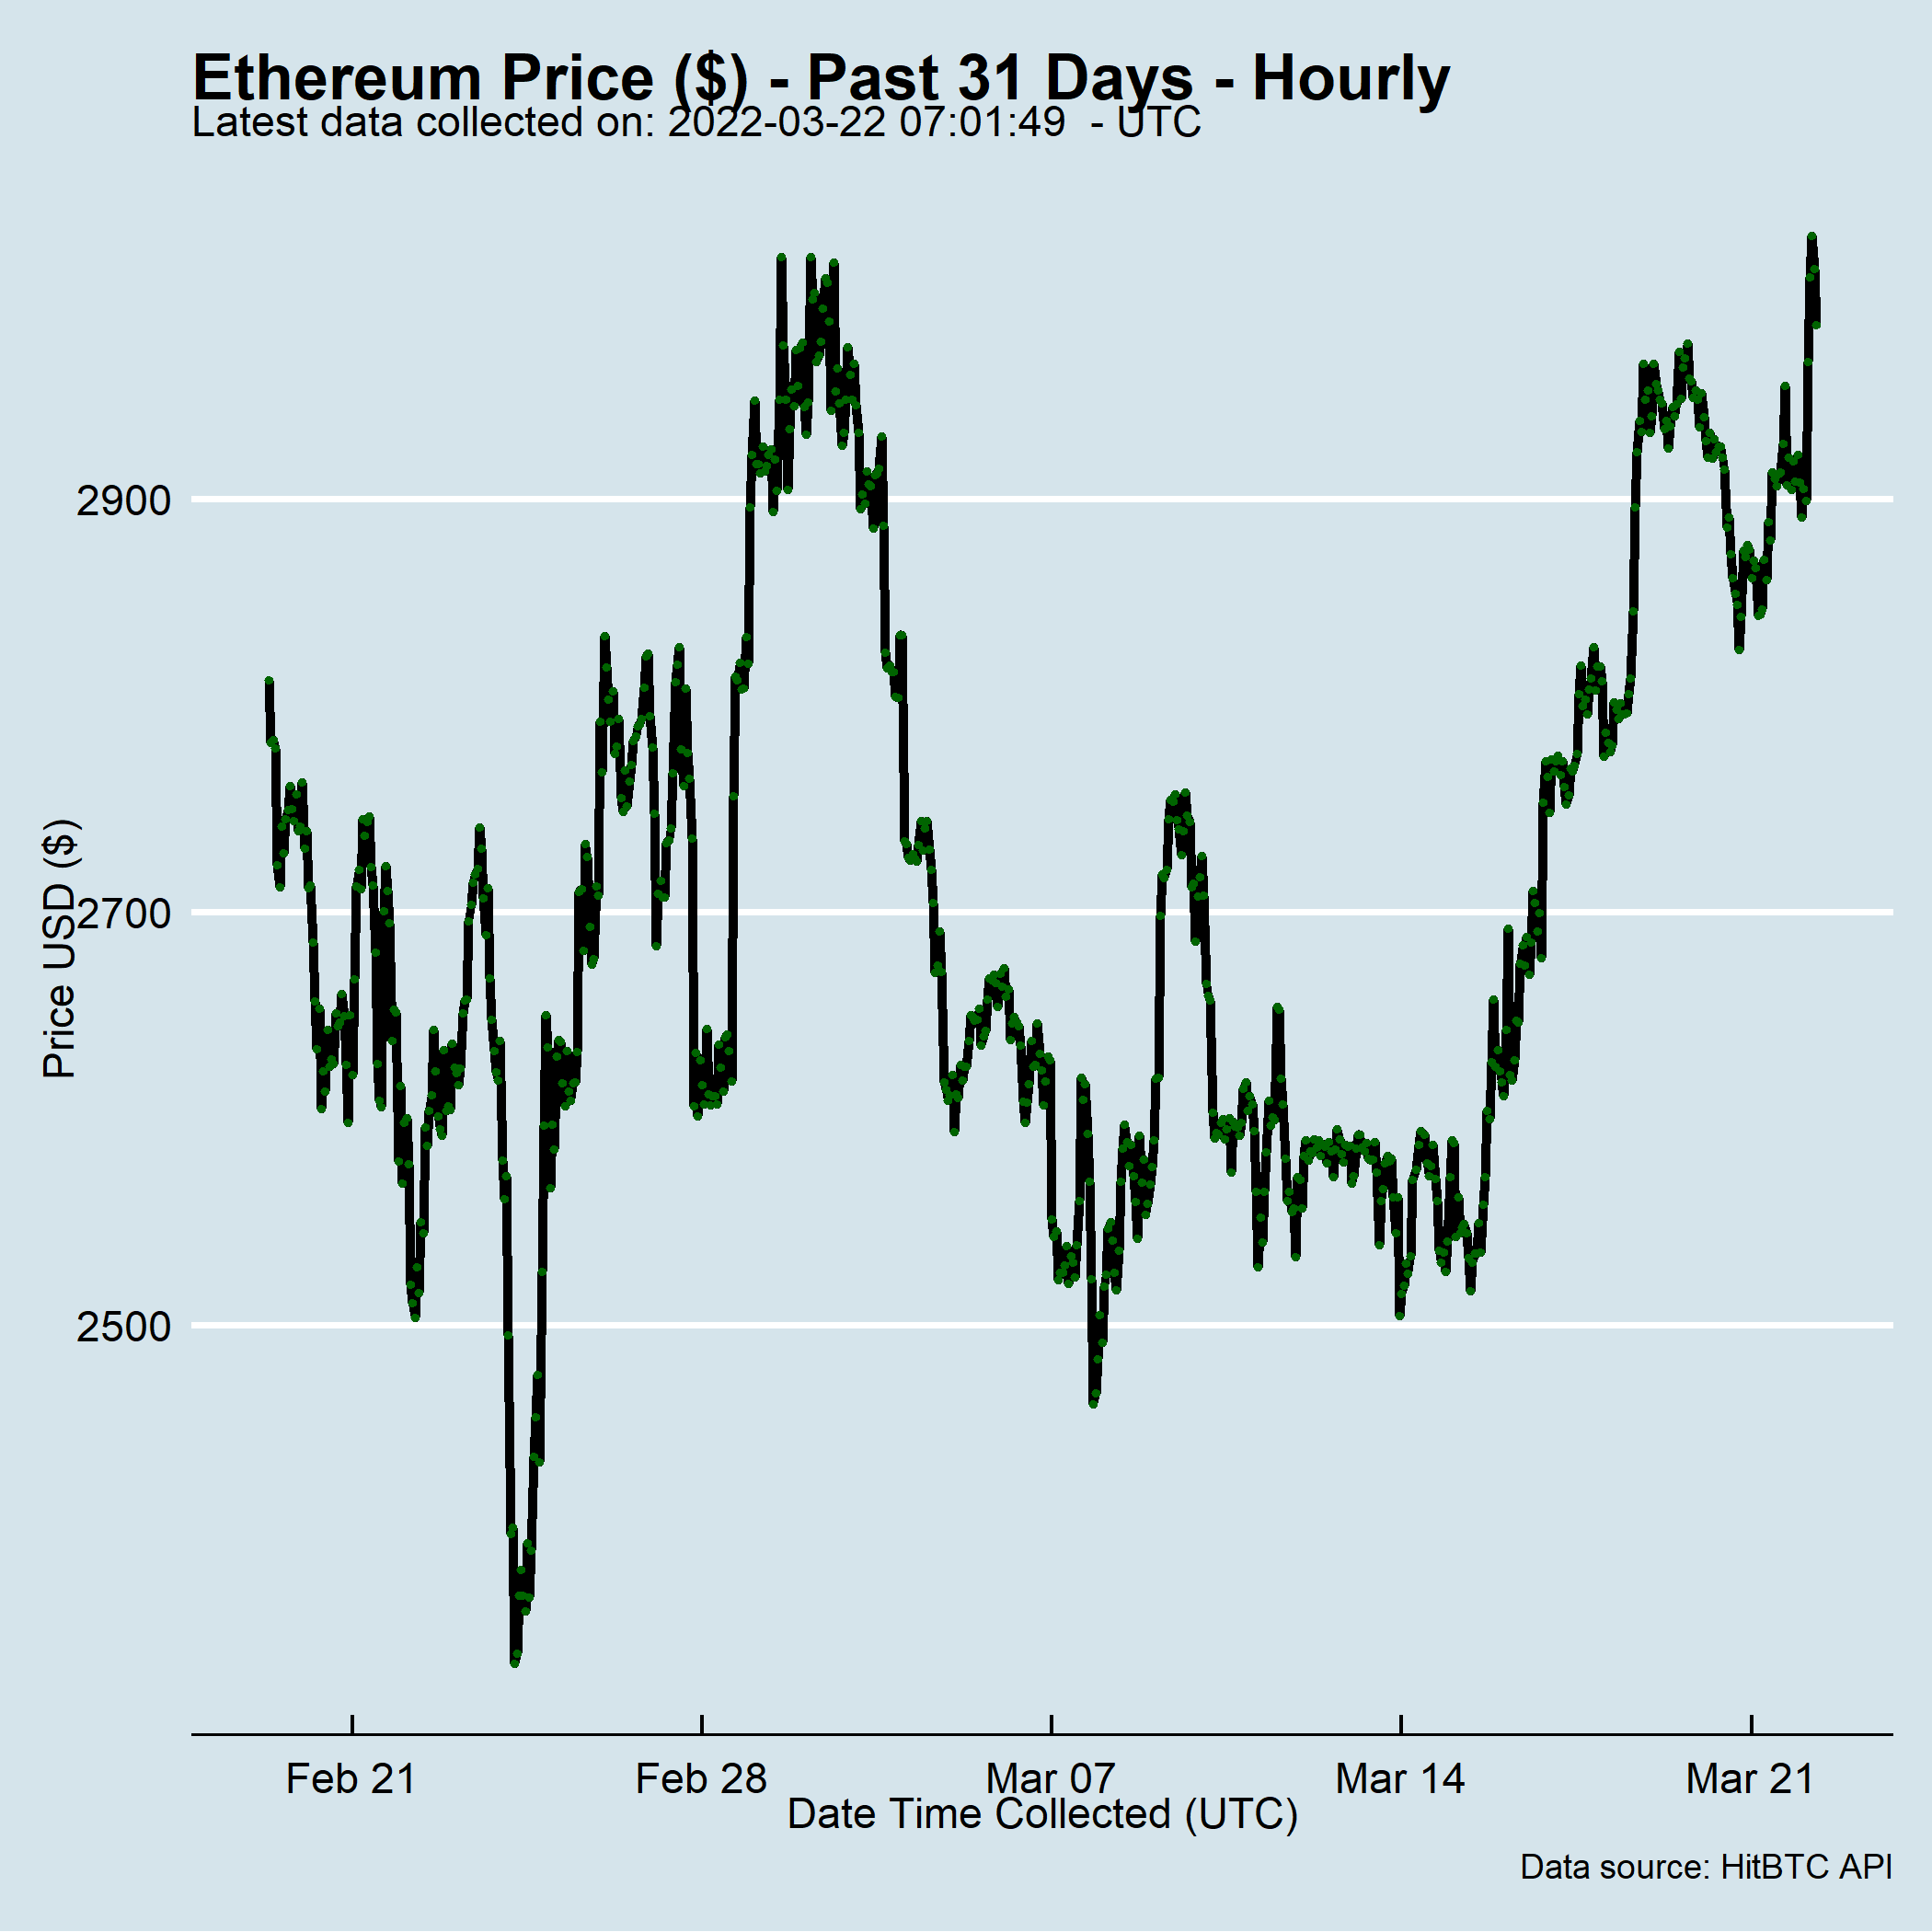 Ethereum Price ($) - Past 31 Days - Hourly
Latest data collected on: 2022-03-22 07:01:49  - UTC
Price USD ($)
2900
2700
2500
Feb 21 Feb 28 Mar 07 Mar 14 Mar 21
Date Time Collected (UTC)
Data source: HitBTC API